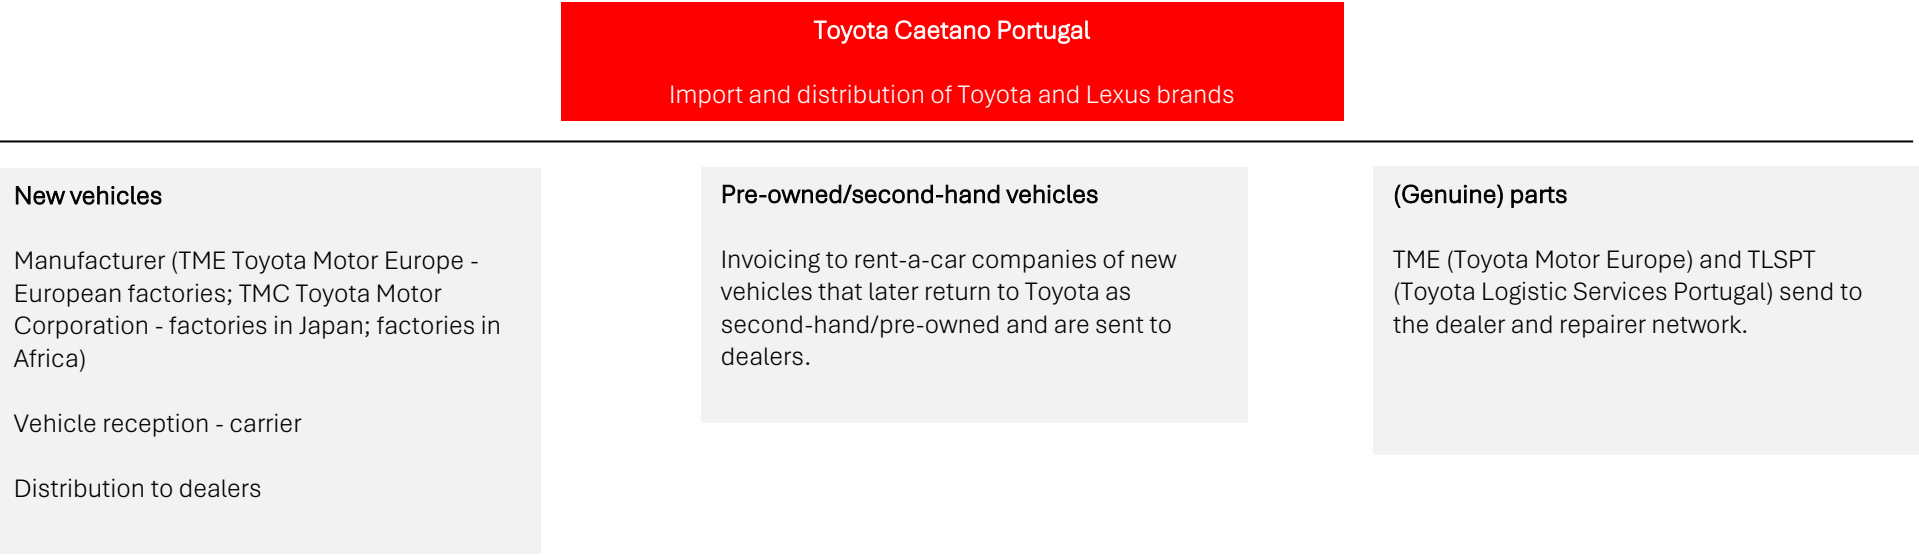 Toyota Caetano Portugal
Import and distribution of Toyota and Lexus brands
New vehicles
Manufacturer (TME Toyota Motor Europe -
European factories; TMC Toyota Motor
Corporation - factories in Japan; factories in
Africa)
Vehicle reception - carrier
Distribution to dealers
Pre-owned/second-hand vehicles
Invoicing to rent-a-car companies of new
vehicles that later return to Toyota as
second-hand/pre-owned and are sent to
dealers.
(Genuine) parts
TME (Toyota Motor Europe) and TLSPT
(Toyota Logistic Services Portugal) send to
the dealer and repairer network.